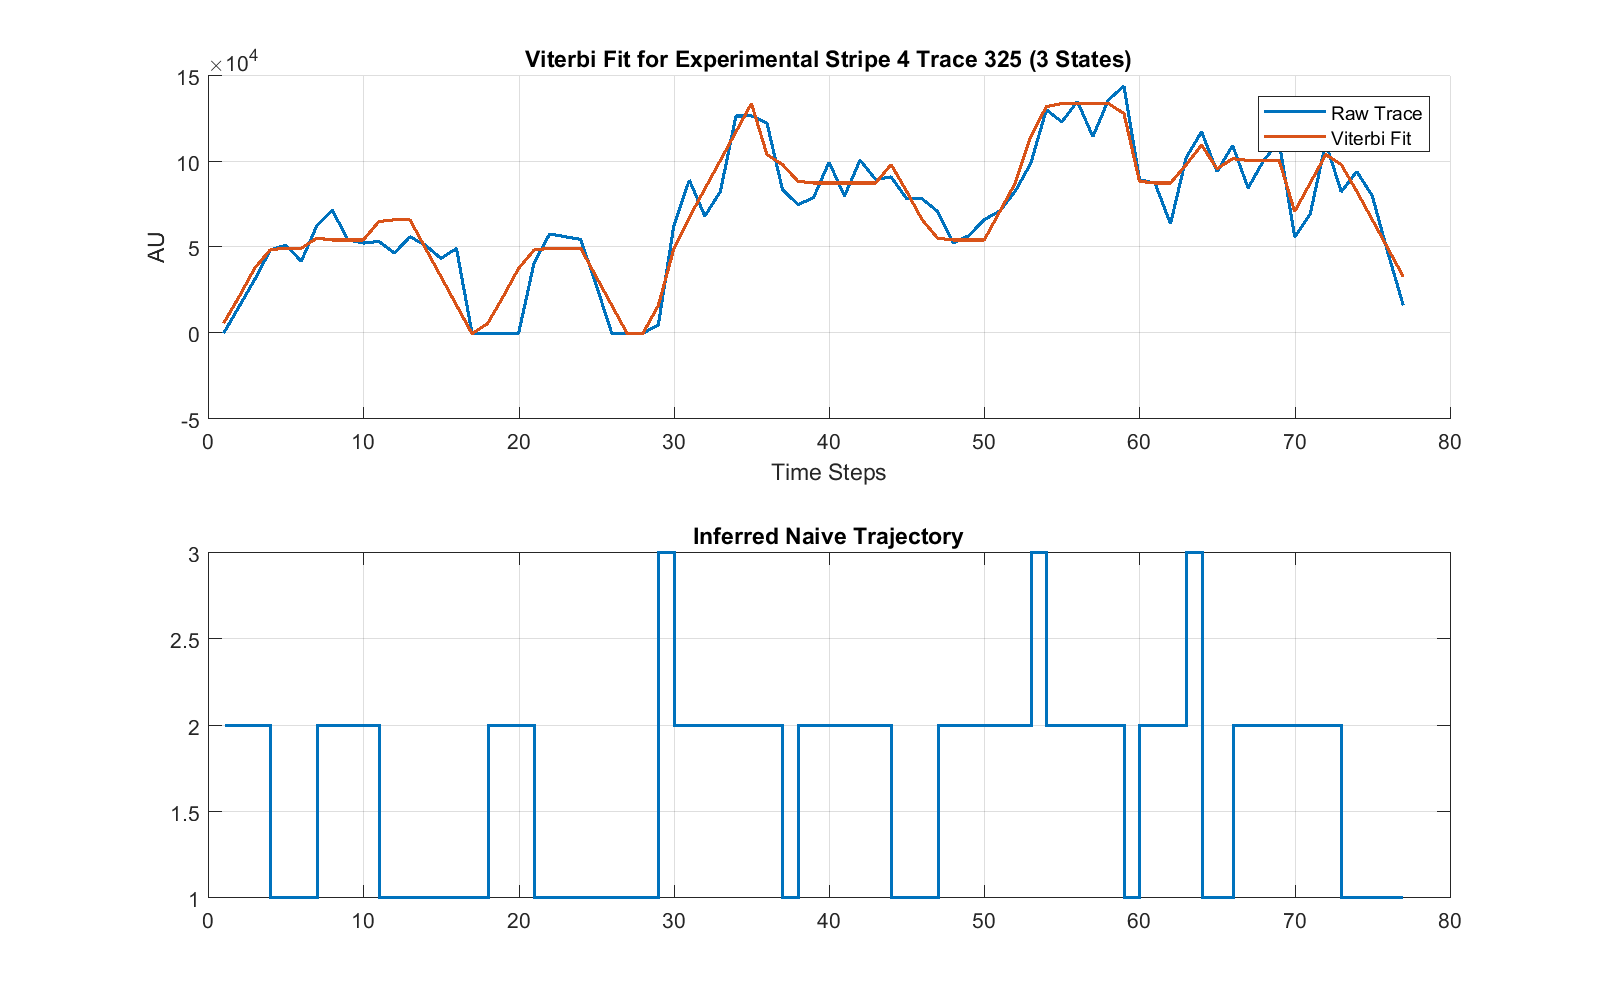 Viterbi Fit for Experimental Stripe 4 Trace 325 (3 States)
×10^4
15
10
5
0
-5
AU
Raw Trace
Viterbi Fit
0 10 20 30 40 50 60 70 80
Time Steps
Inferred Naive Trajectory
3
2.5
2
1.5
1
0 10 20 30 40 50 60 70 80